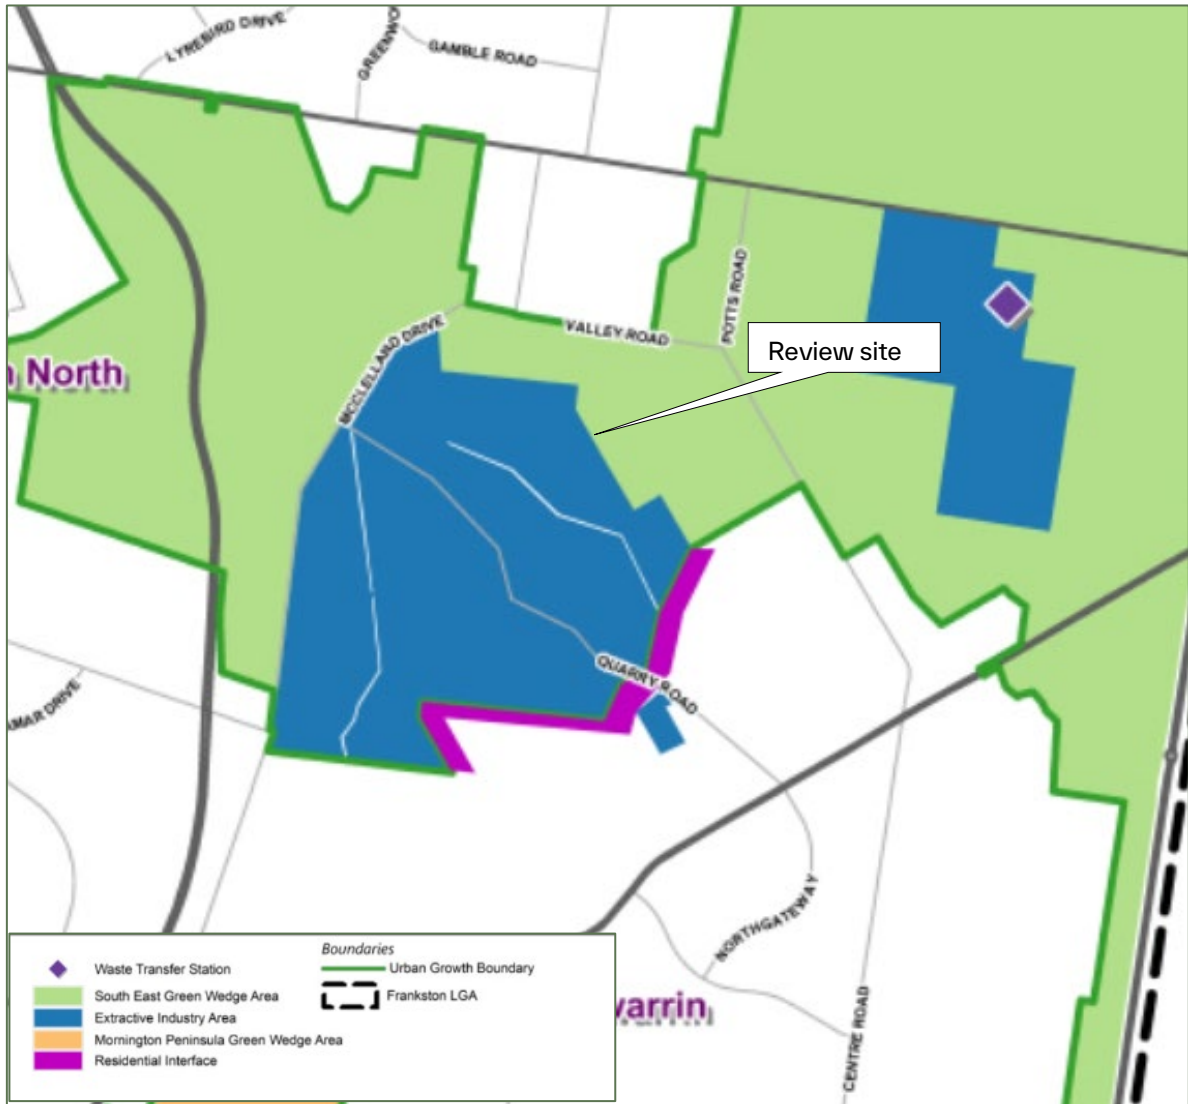 LYREBIRD DRIVE
GREENWO
GAMBLE ROAD
POTTS ROAD
VALLEY ROAD
MCCLELLAND DRIVE
Review site
n North
QUARRY ROAD
AMAR DRIVE
NORTHGATEWAY
warrin
CENTRE ROAD
Boundaries
Waste Transfer Station
Urban Growth Boundary
South East Green Wedge Area
Frankston LGA
Extractive Industry Area
Mornington Peninsula Green Wedge Area
Residential Interface